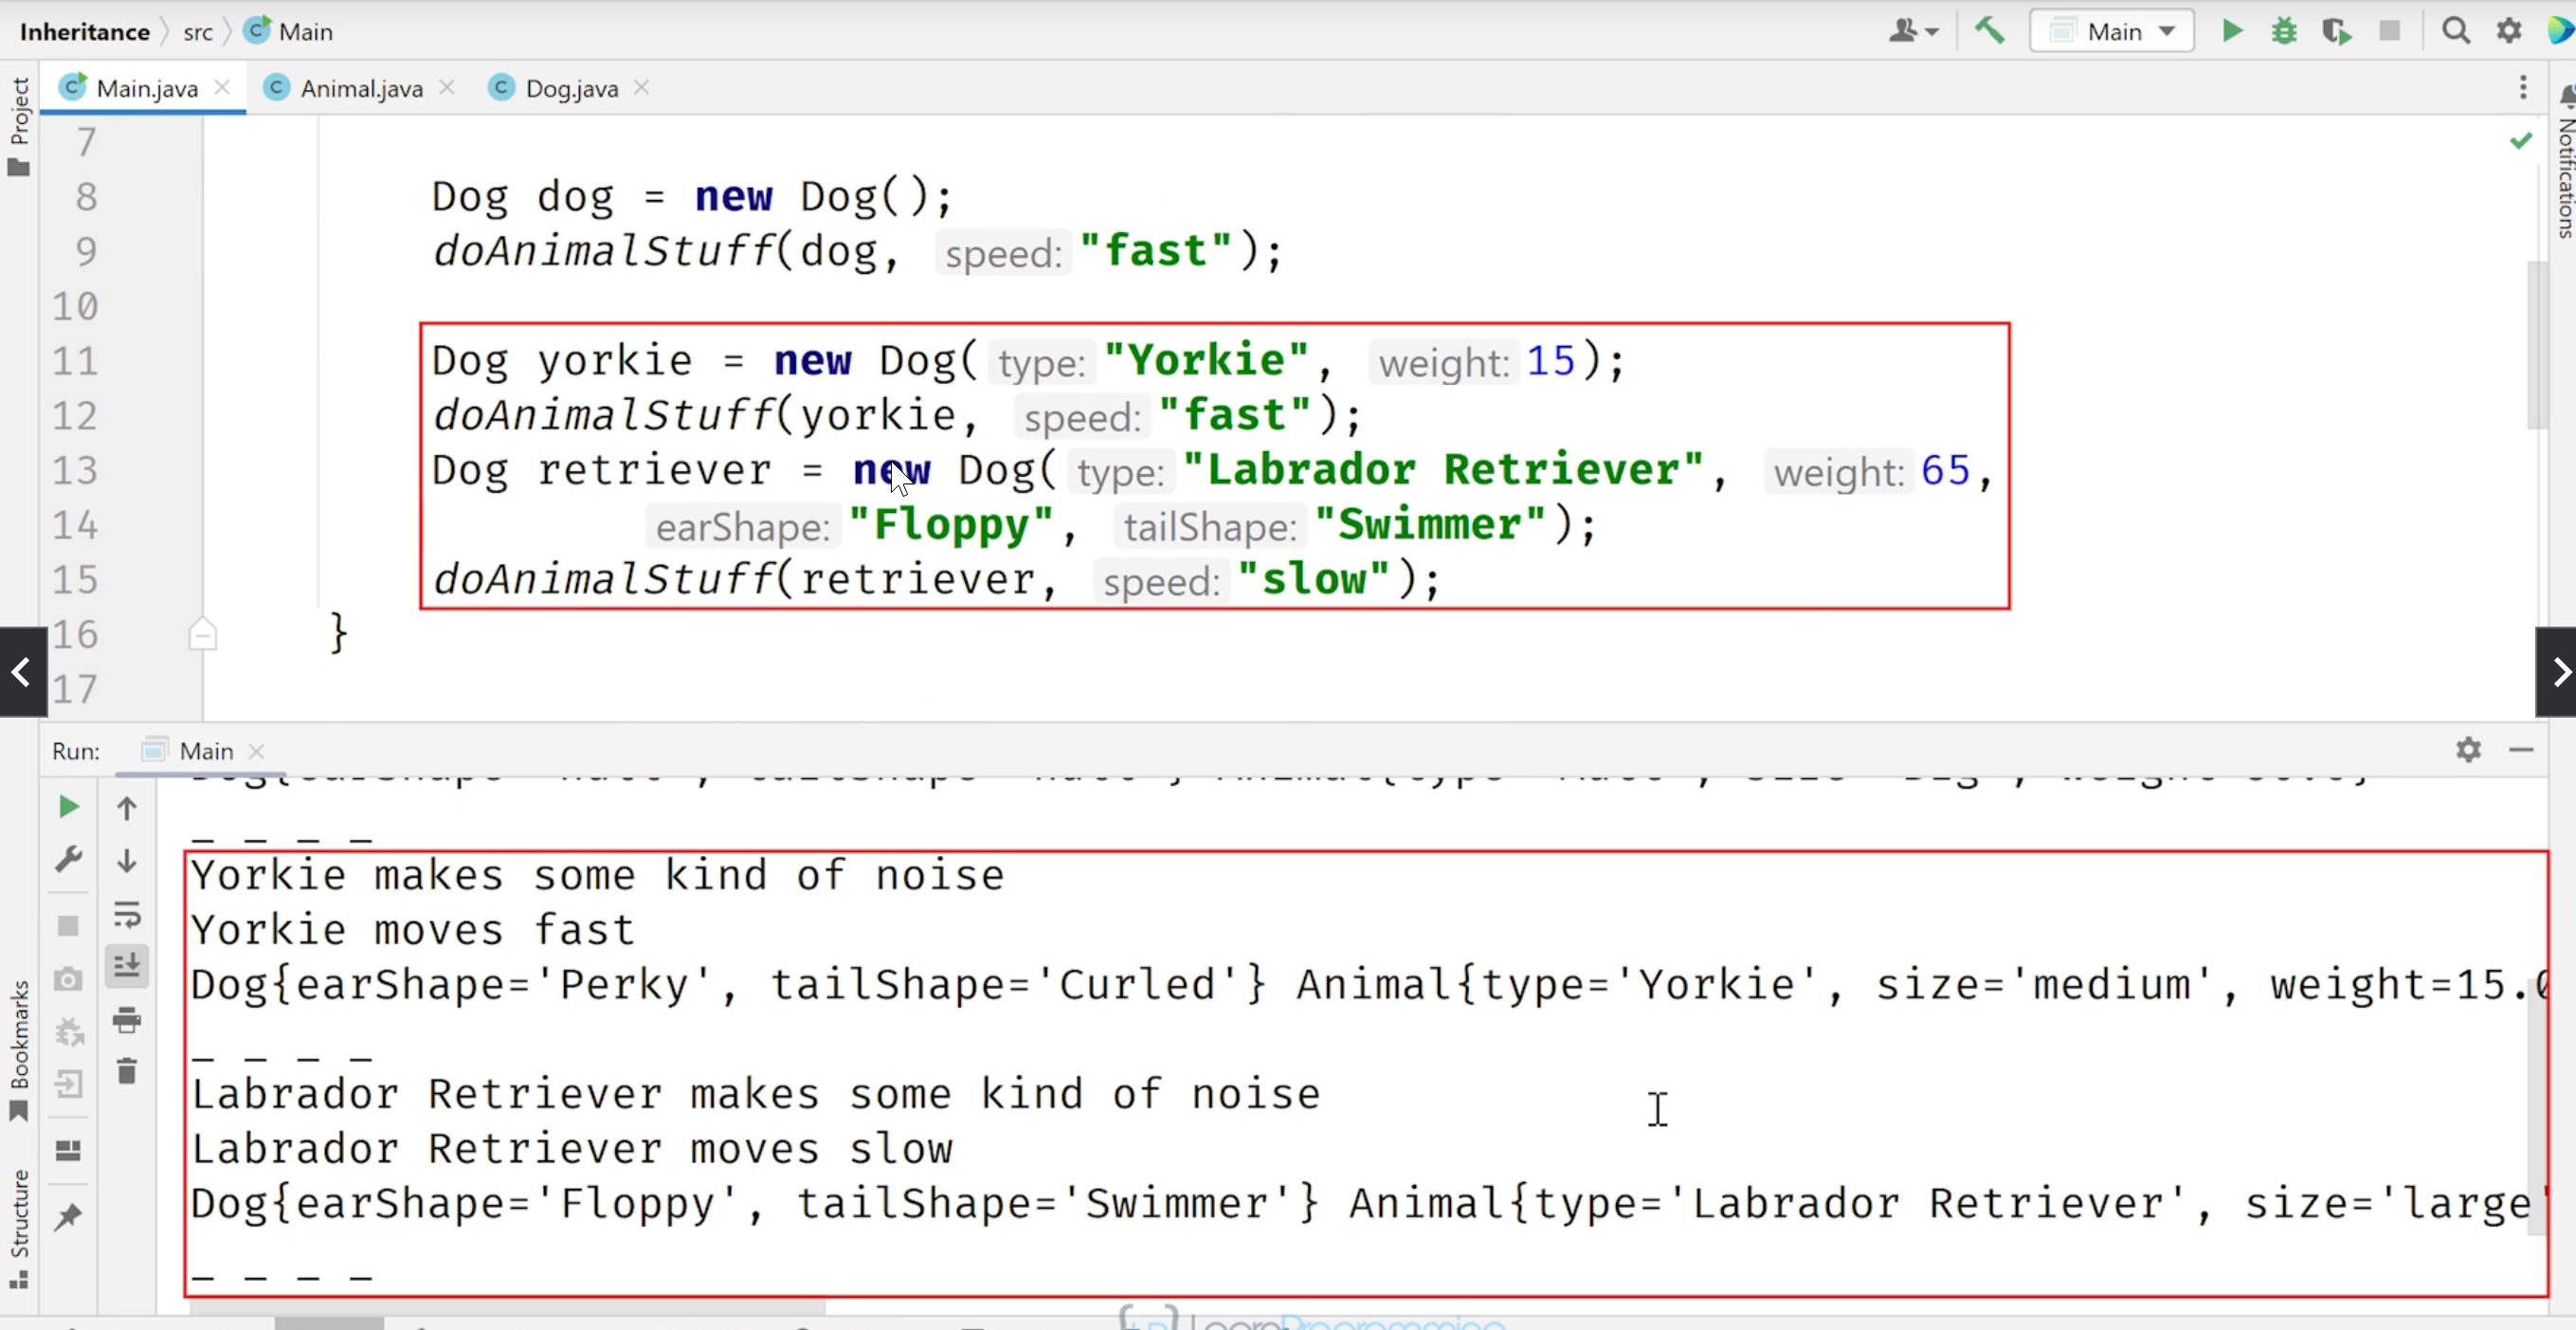 Inheritance src Main
Main
Main.java Animal.java Dog.java
Project
Notifications
7
8 Dog dog = new Dog();
9 doAnimalStuff(dog, speed: "fast");
10
11 Dog yorkie = new Dog( type: "Yorkie", weight: 15);
12 doAnimalStuff(yorkie, speed: "fast");
13 Dog retriever = new Dog( type: "Labrador Retriever", weight: 65,
14 earShape: "Floppy", tailShape: "Swimmer");
15 doAnimalStuff(retriever, speed: "slow");
16 }
17
Run: Main
_ _ _ _
Yorkie makes some kind of noise
Yorkie moves fast
Dog{earShape='Perky', tailShape='Curled'} Animal{type='Yorkie', size='medium', weight=15.0
_ _ _ _
Labrador Retriever makes some kind of noise
Labrador Retriever moves slow
Dog{earShape='Floppy', tailShape='Swimmer'} Animal{type='Labrador Retriever', size='large'
_ _ _ _
Bookmarks
Structure